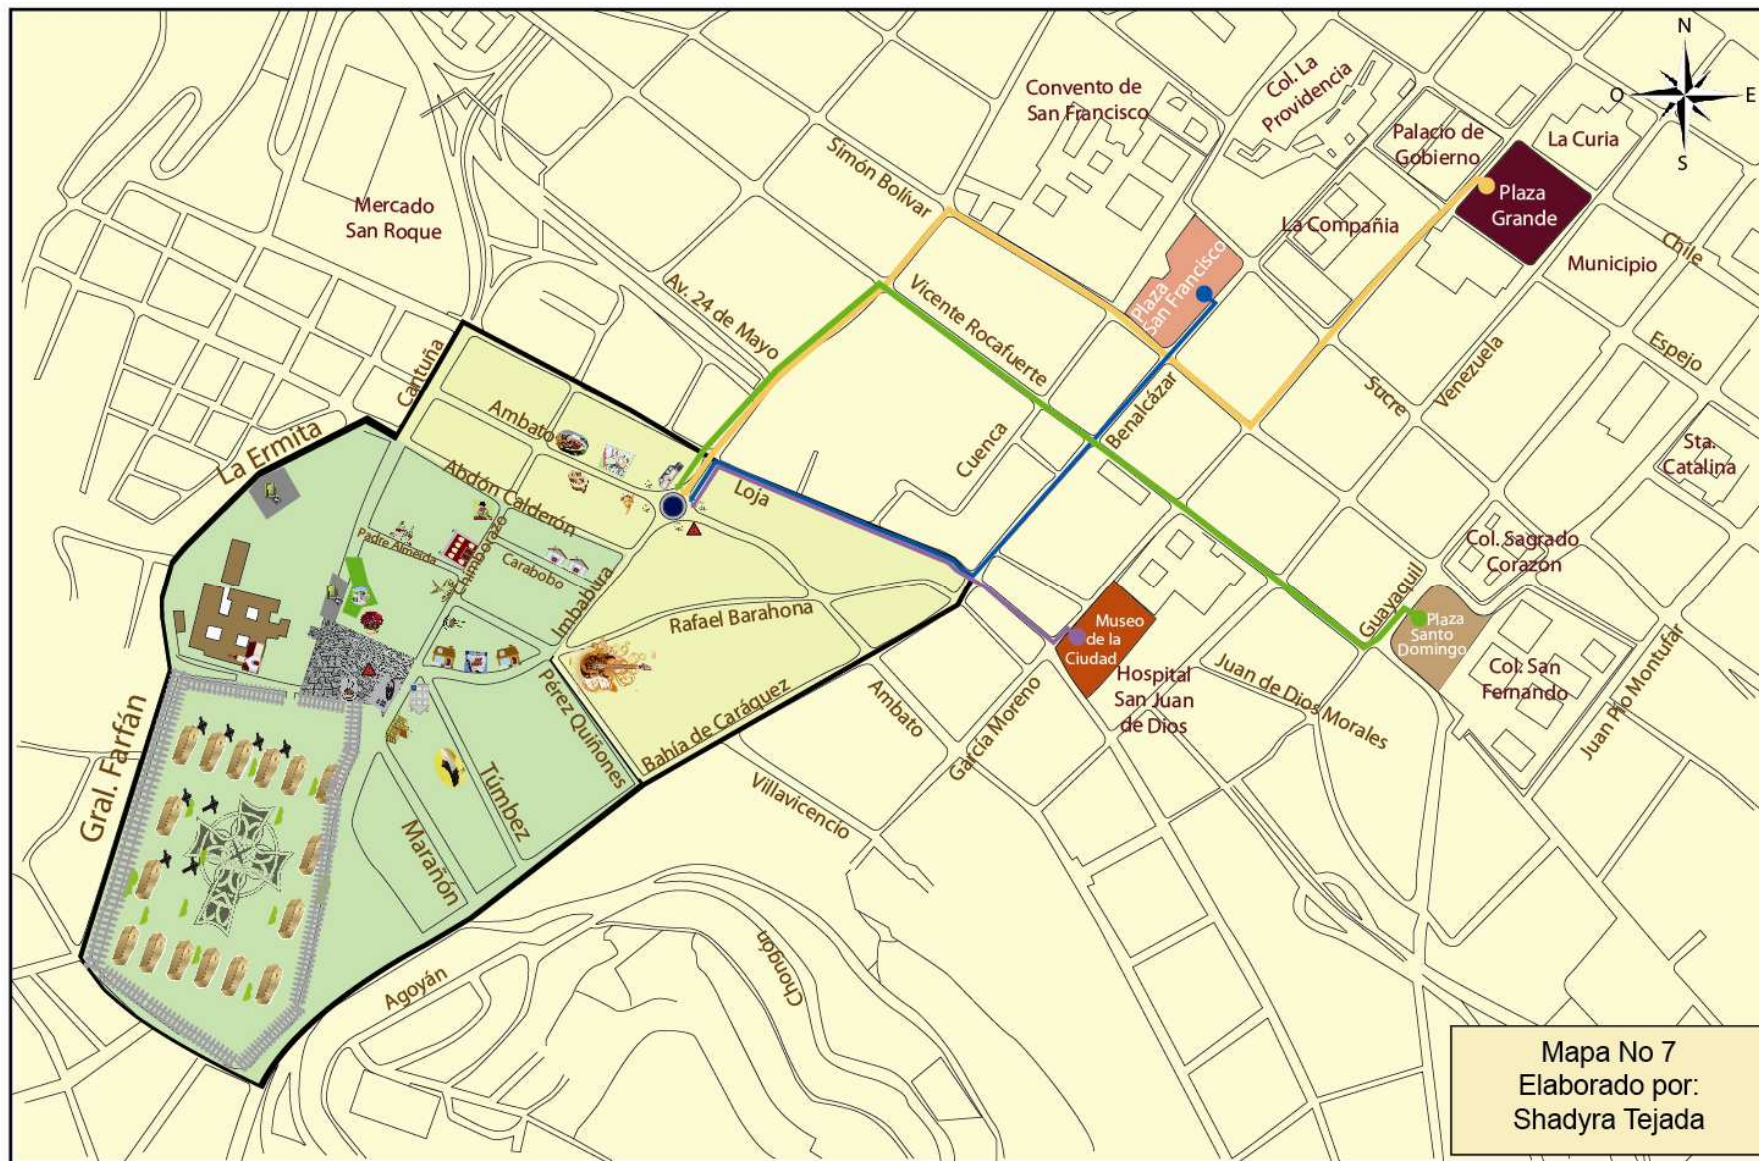 N
O
E
S
Convento de
San Francisco
Col. La
Providencia
Palacio de
Gobierno
La Curia
Plaza
Grande
Simón Bolívar
Mercado
San Roque
La Compañia
Chile
Municipio
Plaza
San Francisco
Av. 24 de Mayo
Vicente Rocafuerte
Espejo
Venezuela
Sucre
Cantuña
Benalcázar
Ambato
La Ermita
Cuenca
Sta.
Catalina
Abdón Calderón
Loja
Padre Almeida
Chimborazo
Carabobo
Col. Sagrado
Corazón
Imbabura
Rafael Barahona
Guayaquil
Museo
de la
Ciudad
Plaza
Santo
Domingo
Juan Pío Montufar
Hospital
San Juan
de Dios
Juan de Dios Morales
Col. San
Fernando
Pérez Quiñones
Bahía de Caráquez
Ambato
García Moreno
Gral. Farfán
Túmbez
Villavicencio
Marañón
Agoyán
Chongón
Mapa No 7
Elaborado por:
Shadyra Tejada